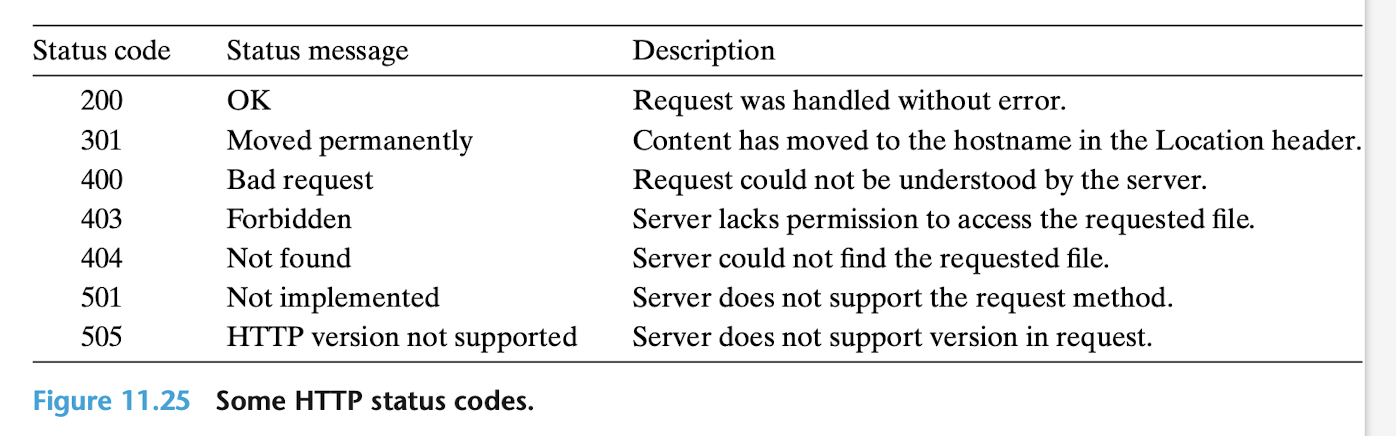 Status code Status message Description
200 OK Request was handled without error.
301 Moved permanently Content has moved to the hostname in the Location header.
400 Bad request Request could not be understood by the server.
403 Forbidden Server lacks permission to access the requested file.
404 Not found Server could not find the requested file.
501 Not implemented Server does not support the request method.
505 HTTP version not supported Server does not support version in request.
Figure 11.25 Some HTTP status codes.